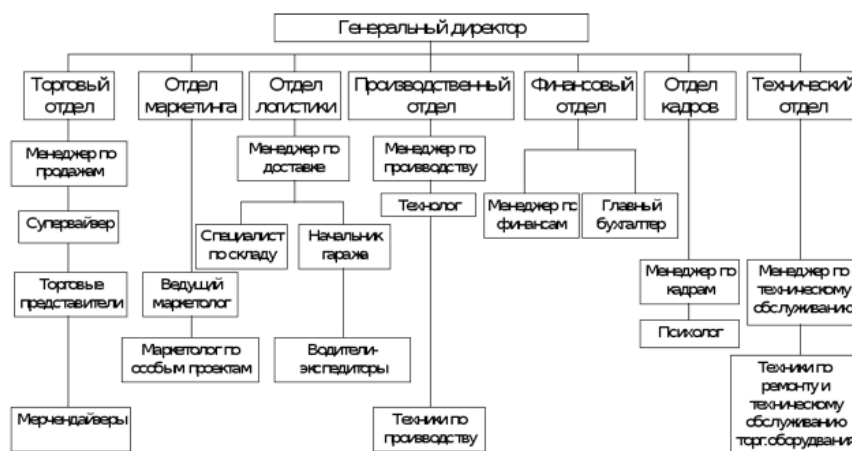 Генеральный директор
Торговый
отдел
Отдел
маркетинга
Отдел
логистики
Производственный
отдел
Финансовый
отдел
Отдел
кадров
Технический
отдел
Менеджер по
продажам
Менеджер по
доставке
Менеджер по
производству
Супервайвер
Специалист
по складу
Начальник
гаража
Технолог
Менеджер по
финансам
Главный
бухгалтер
Торговые
представители
Ведущий
маркетолог
Менеджер по
кадрам
Менеджер по
техническому
обслуживанию
Маркетолог по
особым проектам
Водители-
экспедиторы
Психолог
Мерчендайверы
Техники по
производству
Техники по
ремонту и
техническому
обслуживанию
торг.оборудвания